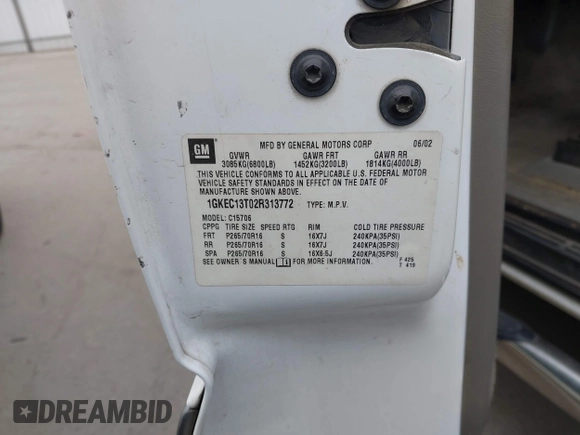 GM MFD BY GENERAL MOTORS CORP 06/02
GVWR GAWR FRT GAWR RR
3085KG(6800LB) 1452KG(3200LB) 1814KG(4000LB)
THIS VEHICLE CONFORMS TO ALL APPLICABLE U.S. FEDERAL MOTOR
VEHICLE SAFETY STANDARDS IN EFFECT ON THE DATE OF
MANUFACTURE SHOWN ABOVE.
1GKEC13T02R313772 TYPE: M.P.V.
MODEL: C15706
CPPG TIRE SIZE SPEED RTG RIM COLD TIRE PRESSURE
FRT P265/70R16 S 16X7J 240KPA(35PSI)
RR P265/70R16 S 16X7J 240KPA(35PSI)
SPA P265/70R16 S 16X6.5J 240KPA(35PSI)
SEE OWNER'S MANUAL FOR MORE INFORMATION.
F 425
T 419
DREAMBID